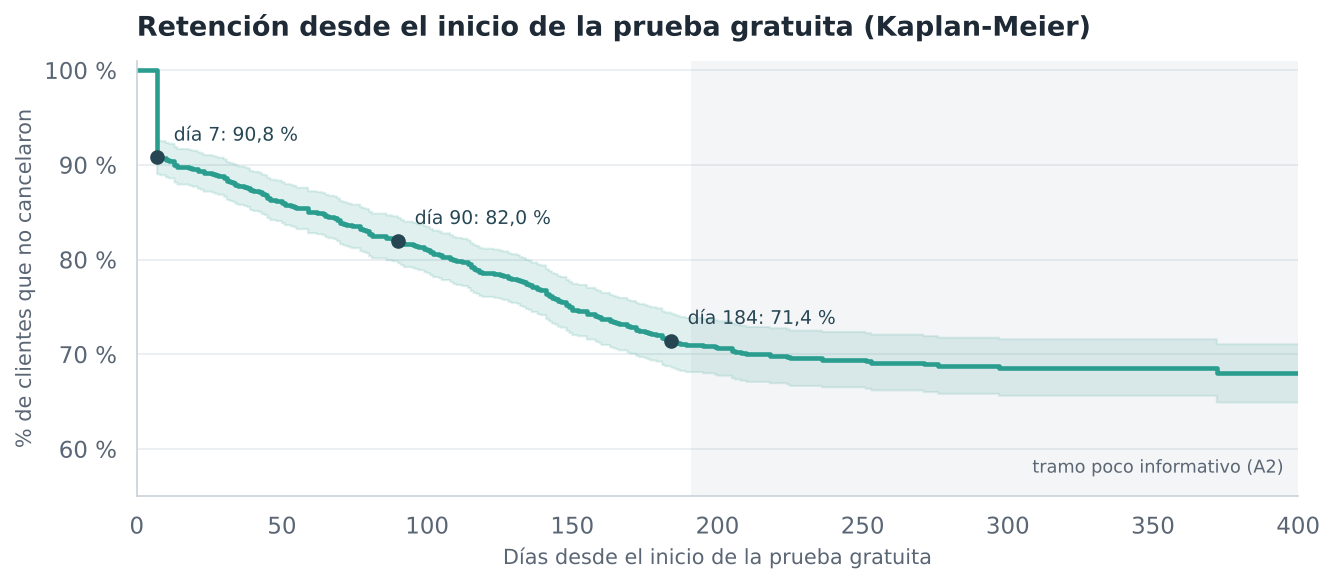 Retención desde el inicio de la prueba gratuita (Kaplan-Meier)
% de clientes que no cancelaron
100 %
90 %
80 %
70 %
60 %
día 7: 90,8 %
día 90: 82,0 %
día 184: 71,4 %
tramo poco informativo (A2)
0 50 100 150 200 250 300 350 400
Días desde el inicio de la prueba gratuita